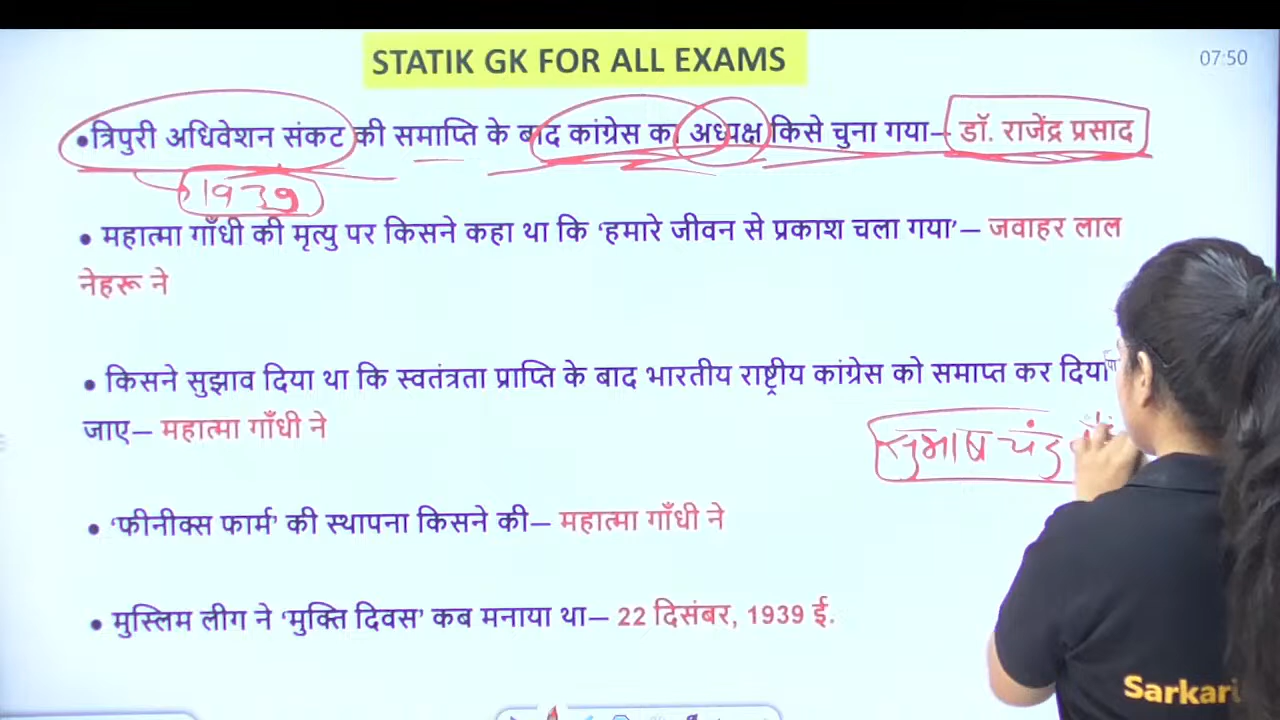 STATIK GK FOR ALL EXAMS
07:50
•त्रिपुरी अधिवेशन संकट की समाप्ति के बाद कांग्रेस का अध्यक्ष किसे चुना गया– डॉ. राजेंद्र प्रसाद
1939
• महात्मा गाँधी की मृत्यु पर किसने कहा था कि ‘हमारे जीवन से प्रकाश चला गया’– जवाहर लाल
नेहरू ने
• किसने सुझाव दिया था कि स्वतंत्रता प्राप्ति के बाद भारतीय राष्ट्रीय कांग्रेस को समाप्त कर दिया
जाए– महात्मा गाँधी ने
सुभाष चंद्र
• ‘फीनीक्स फार्म’ की स्थापना किसने की– महात्मा गाँधी ने
• मुस्लिम लीग ने ‘मुक्ति दिवस’ कब मनाया था– 22 दिसंबर, 1939 ई.
Sarkari